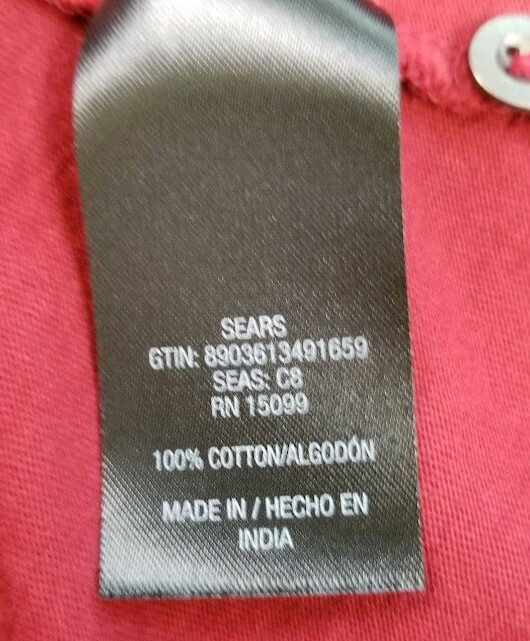 SEARS
GTIN: 8903613491659
SEAS: C8
RN 15099
100% COTTON/ALGODÓN
MADE IN / HECHO EN
INDIA